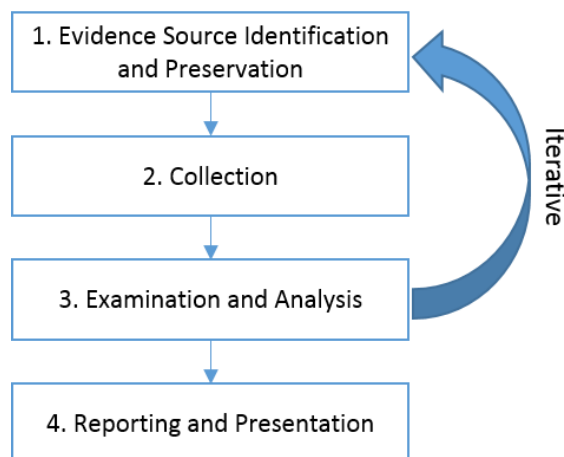 1. Evidence Source Identification
and Preservation
2. Collection
3. Examination and Analysis
4. Reporting and Presentation
Iterative